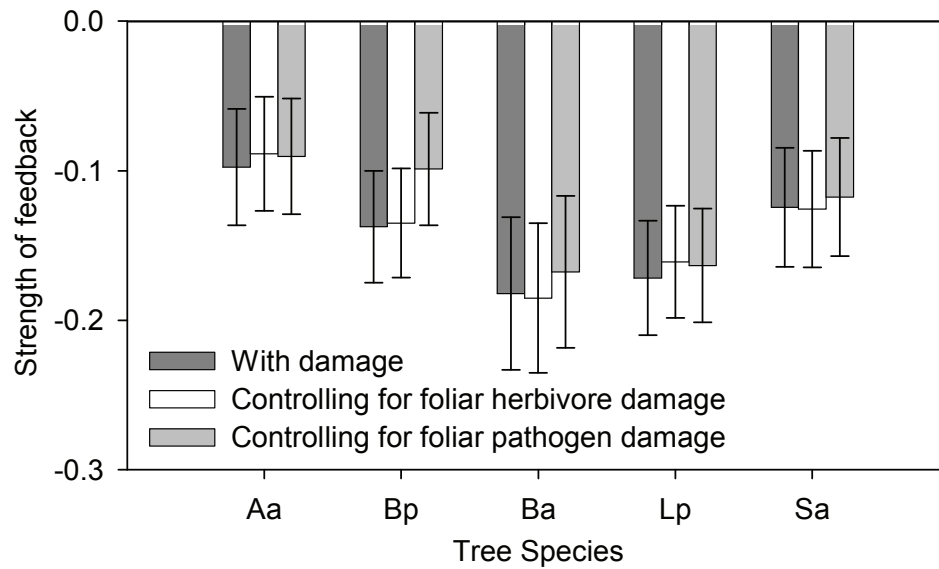 0.0
-0.1
-0.2
-0.3
Strength of feedback
With damage
Controlling for foliar herbivore damage
Controlling for foliar pathogen damage
Aa Bp Ba Lp Sa
Tree Species